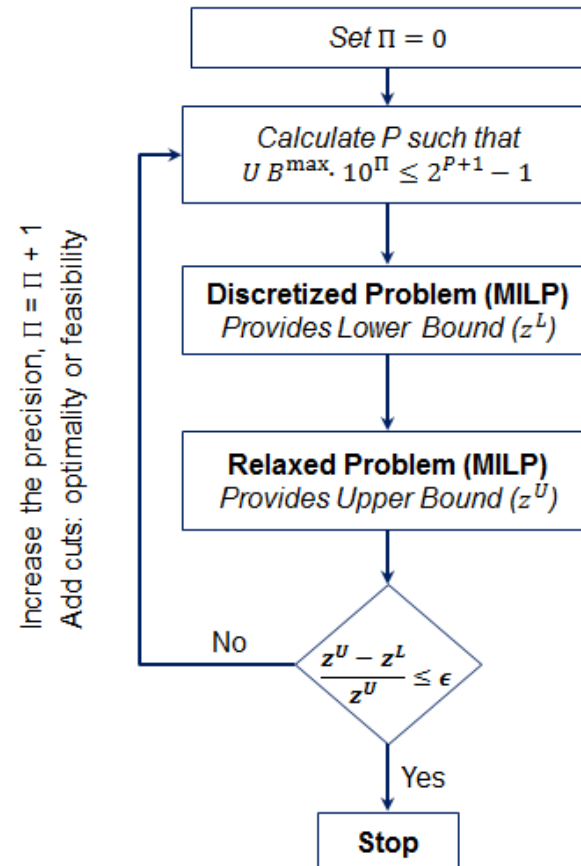 Set Π = 0
Calculate P such that
U B^max · 10^Π ≤ 2^{P+1} − 1
Discretized Problem (MILP)
Provides Lower Bound (z^L)
Relaxed Problem (MILP)
Provides Upper Bound (z^U)
(z^U − z^L) / z^U ≤ ϵ
No
Yes
Stop
Increase the precision, Π = Π + 1
Add cuts: optimality or feasibility